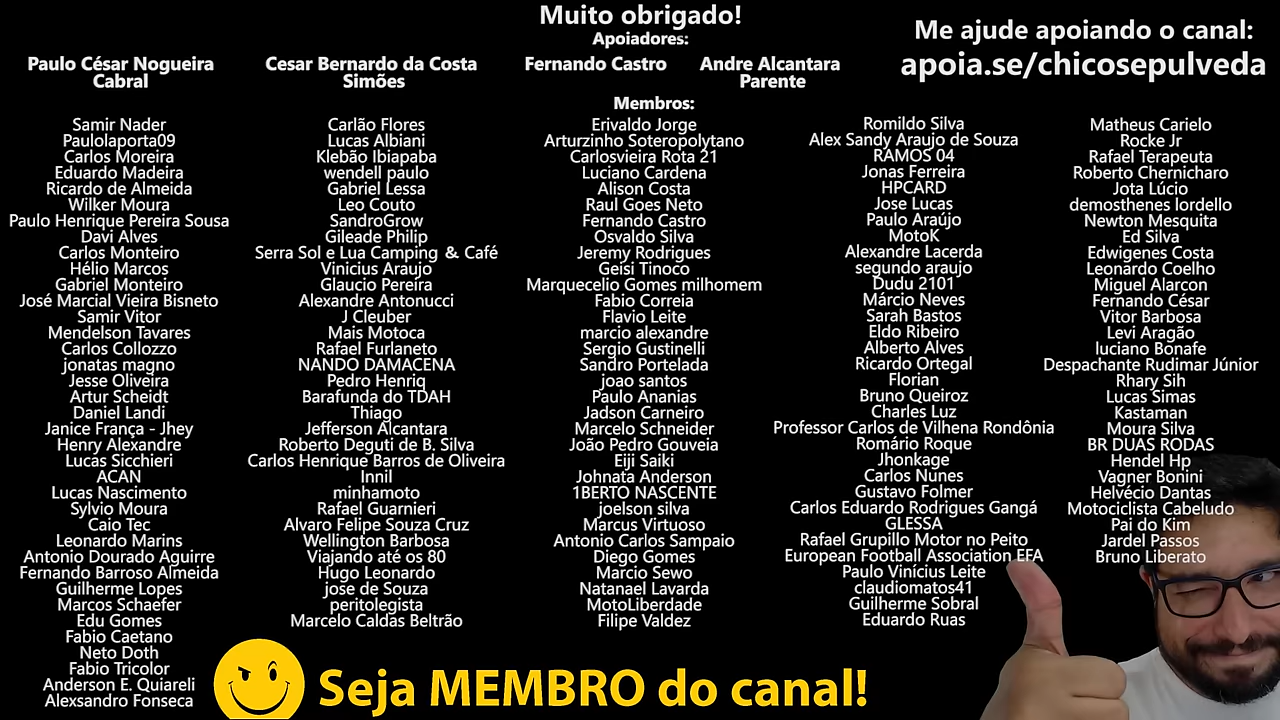 Muito obrigado!
Apoiadores:
Me ajude apoiando o canal:
apoia.se/chicosepulveda
Paulo César Nogueira
Cabral
Cesar Bernardo da Costa
Simões
Fernando Castro
Andre Alcantara
Parente
Membros:
Samir Nader
Paulolaporta09
Carlos Moreira
Eduardo Madeira
Ricardo de Almeida
Wilker Moura
Paulo Henrique Pereira Sousa
Davi Alves
Carlos Monteiro
Hélio Marcos
Gabriel Monteiro
José Marcial Vieira Bisneto
Samir Vitor
Mendelson Tavares
Carlos Collozzo
jonatas magno
Jesse Oliveira
Artur Scheidt
Daniel Landi
Janice França - Jhey
Henry Alexandre
Lucas Sicchieri
ACAN
Lucas Nascimento
Sylvio Moura
Caio Tec
Leonardo Marins
Antonio Dourado Aguirre
Fernando Barroso Almeida
Guilherme Lopes
Marcos Schaefer
Edu Gomes
Fabio Caetano
Neto Doth
Fabio Tricolor
Anderson E. Quiareli
Alexsandro Fonseca
Carlão Flores
Lucas Albiani
Klebão Ibiapaba
wendell paulo
Gabriel Lessa
Leo Couto
SandroGrow
Gileade Philip
Serra Sol e Lua Camping & Café
Vinicius Araujo
Glaucio Pereira
Alexandre Antonucci
J Cleuber
Mais Motoca
Rafael Furlaneto
NANDO DAMACENA
Pedro Henriq
Barafunda do TDAH
Thiago
Jefferson Alcantara
Roberto Deguti de B. Silva
Carlos Henrique Barros de Oliveira
Innil
minhamoto
Rafael Guarnieri
Alvaro Felipe Souza Cruz
Wellington Barbosa
Viajando até os 80
Hugo Leonardo
jose de Souza
peritolegista
Marcelo Caldas Beltrão
Erivaldo Jorge
Arturzinho Soteropolytano
Carlosvieira Rota 21
Luciano Cardena
Alison Costa
Raul Goes Neto
Fernando Castro
Osvaldo Silva
Jeremy Rodrigues
Geisi Tinoco
Marquecelio Gomes milhomem
Fabio Correia
Flavio Leite
marcio alexandre
Sergio Gustinelli
Sandro Portelada
joao santos
Paulo Ananias
Jadson Carneiro
Marcelo Schneider
João Pedro Gouveia
Eiji Saiki
Johnata Anderson
1BERTO NASCENTE
joelson silva
Marcus Virtuoso
Antonio Carlos Sampaio
Diego Gomes
Marcio Sewo
Natanael Lavarda
MotoLiberdade
Filipe Valdez
Romildo Silva
Alex Sandy Araujo de Souza
RAMOS 04
Jonas Ferreira
HPCARD
Jose Lucas
Paulo Araújo
MotoK
Alexandre Lacerda
segundo araujo
Dudu 2101
Márcio Neves
Sarah Bastos
Eldo Ribeiro
Alberto Alves
Ricardo Ortegal
Florian
Bruno Queiroz
Charles Luz
Professor Carlos de Vilhena Rondônia
Romário Roque
Jhonkage
Carlos Nunes
Gustavo Folmer
Carlos Eduardo Rodrigues Gangá
GLESSA
Rafael Grupillo Motor no Peito
European Football Association EFA
Paulo Vinícius Leite
claudiomatos41
Guilherme Sobral
Eduardo Ruas
Matheus Carielo
Rocke Jr
Rafael Terapeuta
Roberto Chernicharo
Jota Lúcio
demosthenes lordello
Newton Mesquita
Ed Silva
Edwigenes Costa
Leonardo Coelho
Miguel Alarcon
Fernando César
Vitor Barbosa
Levi Aragão
luciano Bonafe
Despachante Rudimar Júnior
Rhary Sih
Lucas Simas
Kastaman
Moura Silva
BR DUAS RODAS
Hendel Hp
Vagner Bonini
Helvécio Dantas
Motociclista Cabeludo
Pai do Kim
Jardel Passos
Bruno Liberato
Seja MEMBRO do canal!